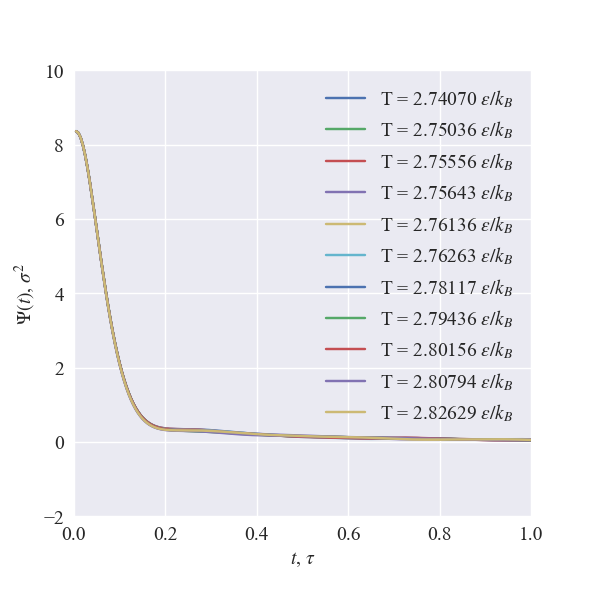 10
8
6
4
2
0
−2
Ψ(t), σ²
T = 2.74070 ε/k_B
T = 2.75036 ε/k_B
T = 2.75556 ε/k_B
T = 2.75643 ε/k_B
T = 2.76136 ε/k_B
T = 2.76263 ε/k_B
T = 2.78117 ε/k_B
T = 2.79436 ε/k_B
T = 2.80156 ε/k_B
T = 2.80794 ε/k_B
T = 2.82629 ε/k_B
0.0 0.2 0.4 0.6 0.8 1.0
t, τ